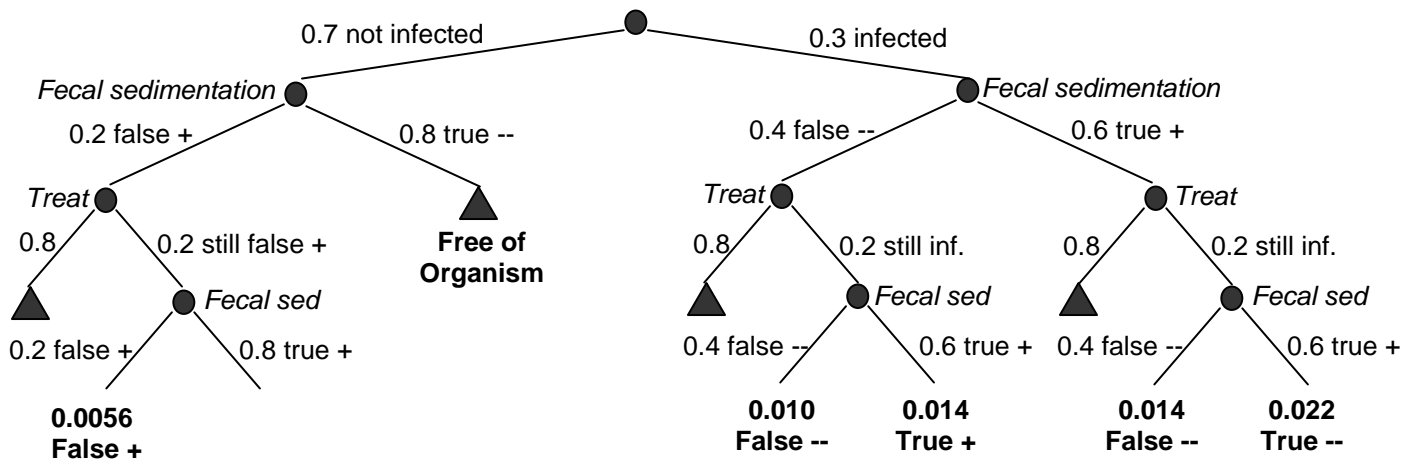 0.7 not infected
0.3 infected
Fecal sedimentation
Fecal sedimentation
0.2 false +
0.8 true --
0.4 false --
0.6 true +
Treat
Treat
Treat
0.8
0.2 still false +
Free of
Organism
0.8
0.2 still inf.
0.8
0.2 still inf.
Fecal sed
Fecal sed
Fecal sed
0.2 false +
0.8 true +
0.4 false --
0.6 true +
0.4 false --
0.6 true +
0.0056
False +
0.010
False --
0.014
True +
0.014
False --
0.022
True --